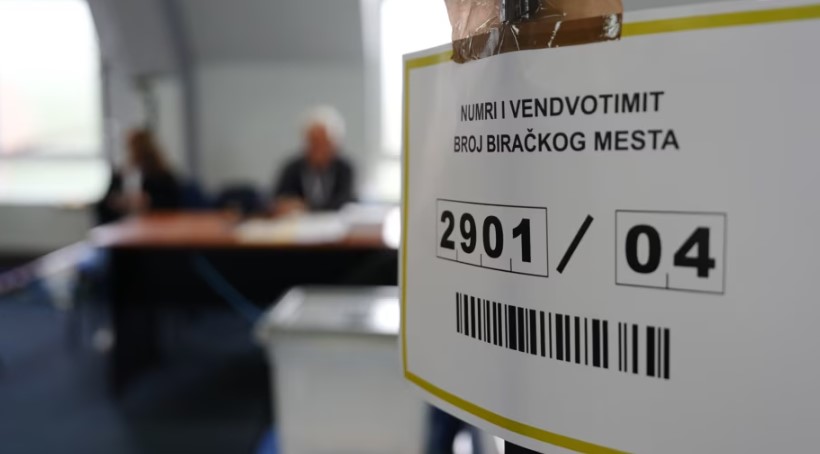 NUMRI I VENDVOTIMIT
BROJ BIRAČKOG MESTA
2901 / 04